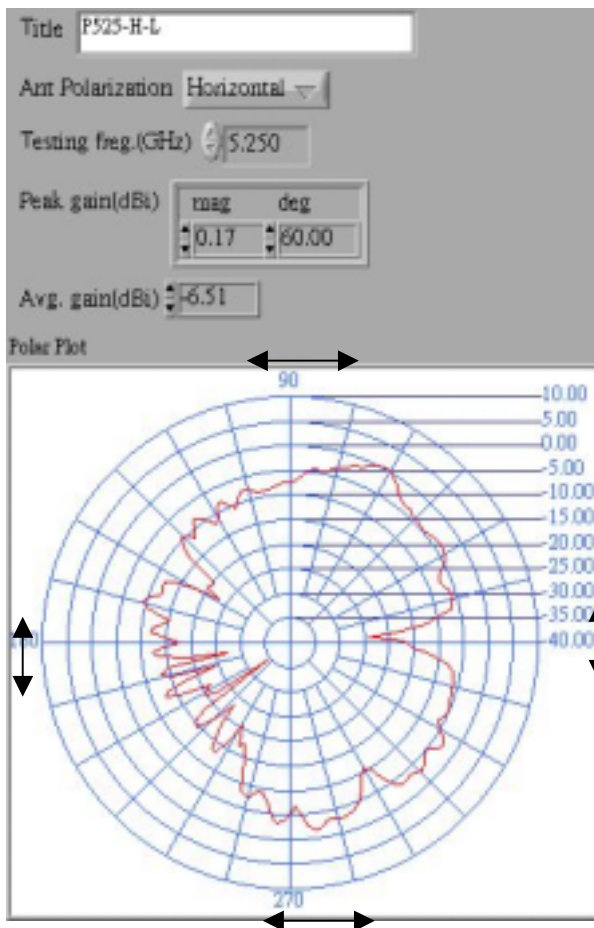 Title P525-H-L
Ant Polarization Horizontal
Testing freq.(GHz) 5.250
Peak gain(dBi) mag deg
0.17 60.00
Avg. gain(dBi) -6.51
Polar Plot
90
10.00
5.00
0.00
-5.00
-10.00
-15.00
-20.00
-25.00
-30.00
-35.00
180 40.00
270